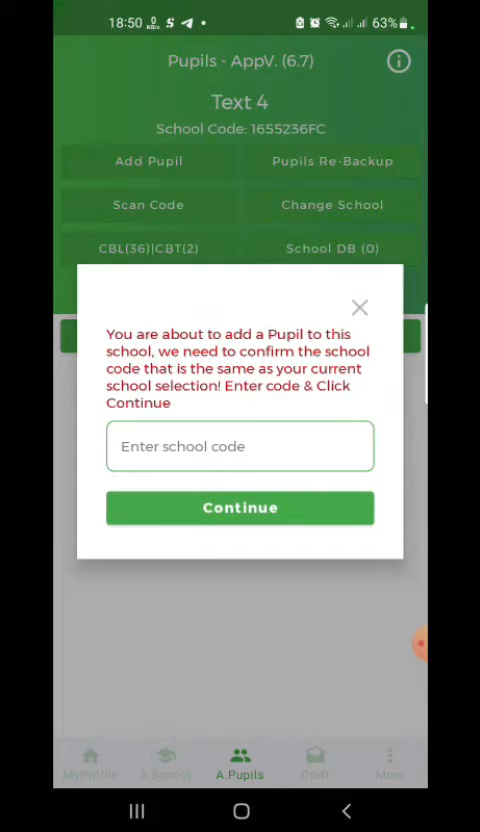 18:50 0 KB/s 63%
Pupils - AppV. (6.7)
Text 4
School Code: 1655236FC
Add Pupil
Pupils Re-Backup
Scan Code
Change School
CBL(36)|CBT(2)
School DB (0)
You are about to add a Pupil to this
school, we need to confirm the school
code that is the same as your current
school selection! Enter code & Click
Continue
Enter school code
Continue
MyProfile S.School A.Pupils Draft More